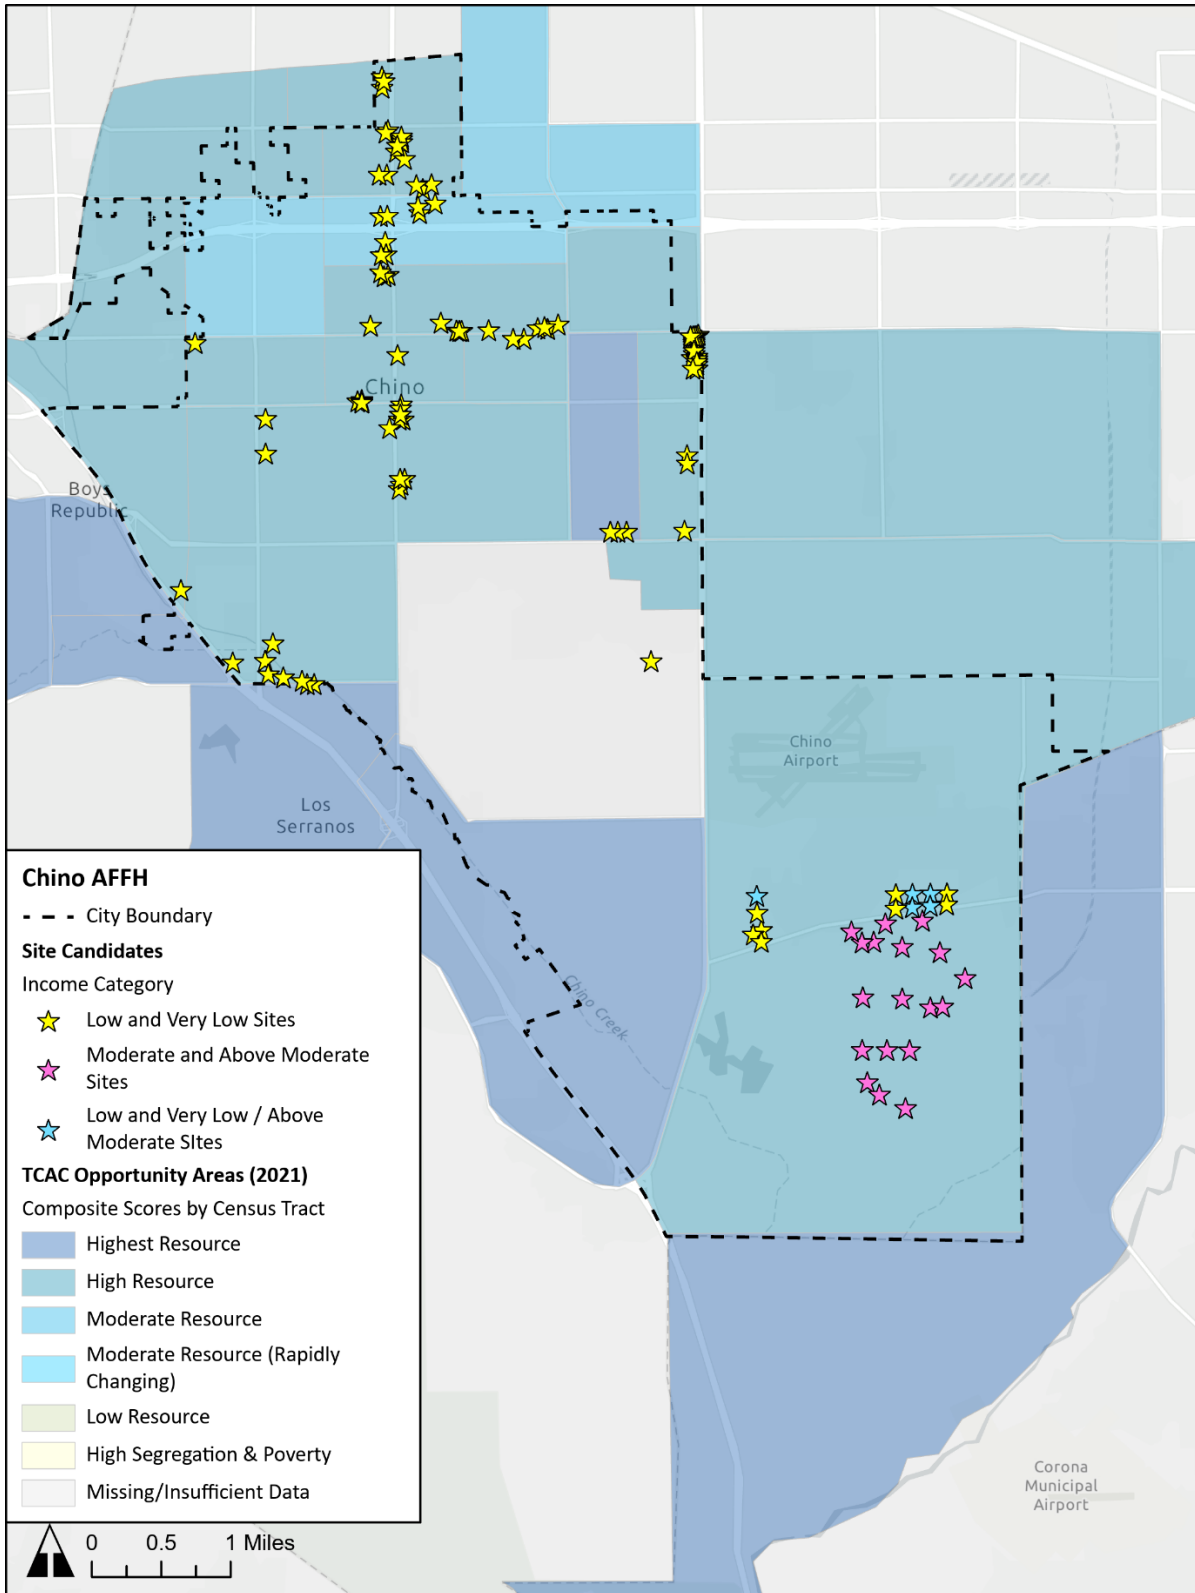 Chino
Boys
Republic
Chino
Airport
Los
Serranos
Chino Creek
Corona
Municipal
Airport
Chino AFFH
City Boundary
Site Candidates
Income Category
Low and Very Low Sites
Moderate and Above Moderate
Sites
Low and Very Low / Above
Moderate SItes
TCAC Opportunity Areas (2021)
Composite Scores by Census Tract
Highest Resource
High Resource
Moderate Resource
Moderate Resource (Rapidly
Changing)
Low Resource
High Segregation & Poverty
Missing/Insufficient Data
0 0.5 1 Miles